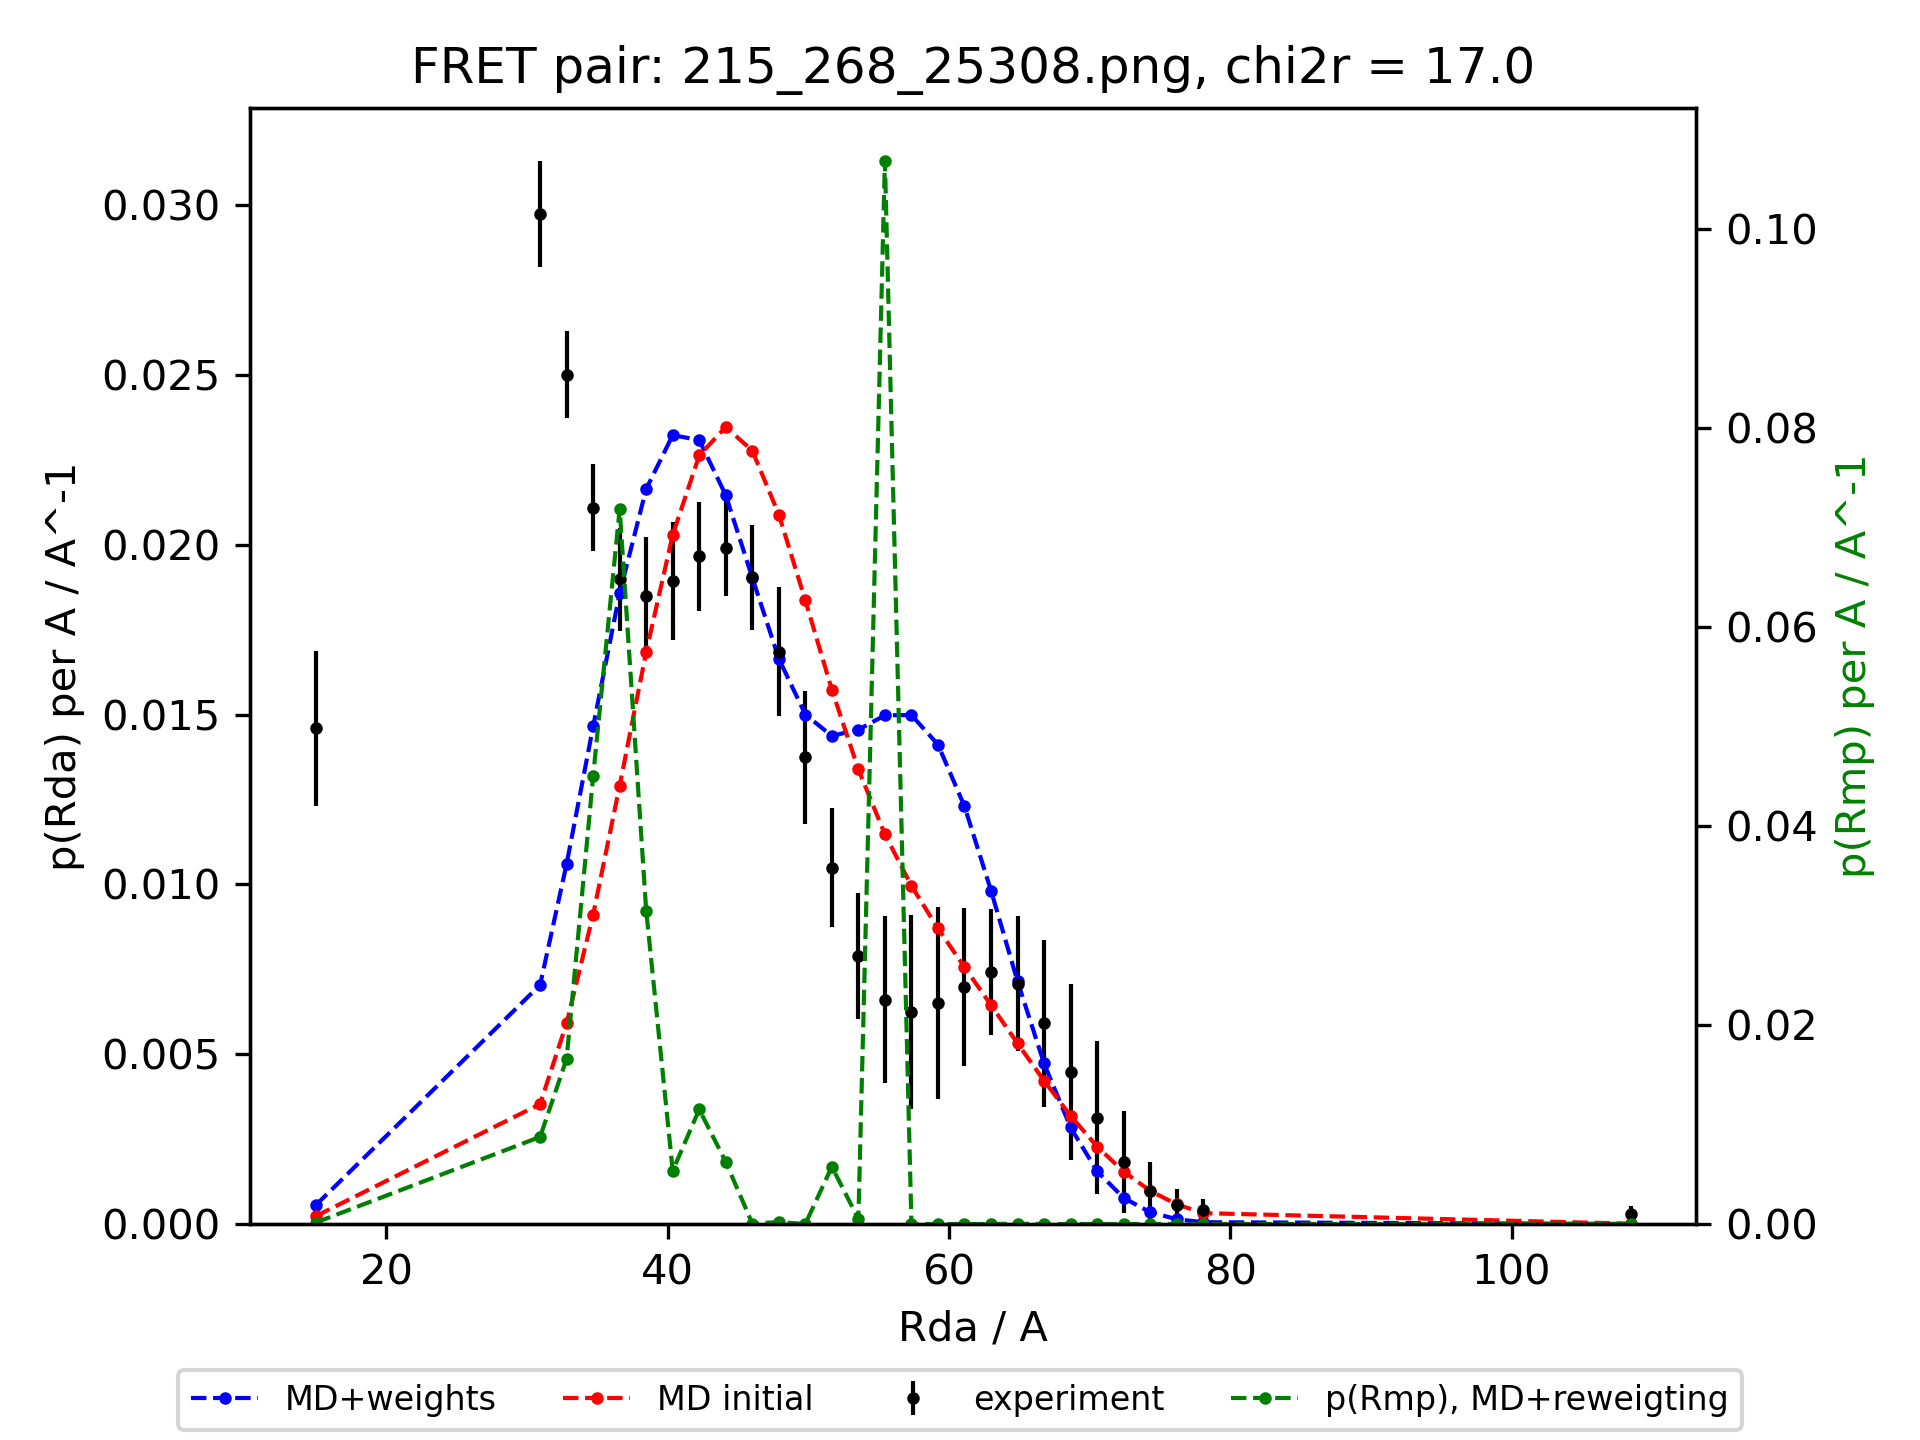 FRET pair: 215_268_25308.png, chi2r = 17.0
p(Rda) per A / A^-1
0.030
0.025
0.020
0.015
0.010
0.005
0.000
0.10
0.08
0.06
0.04
0.02
0.00
p(Rmp) per A / A^-1
20 40 60 80 100
Rda / A
MD+weights MD initial experiment p(Rmp), MD+reweigting